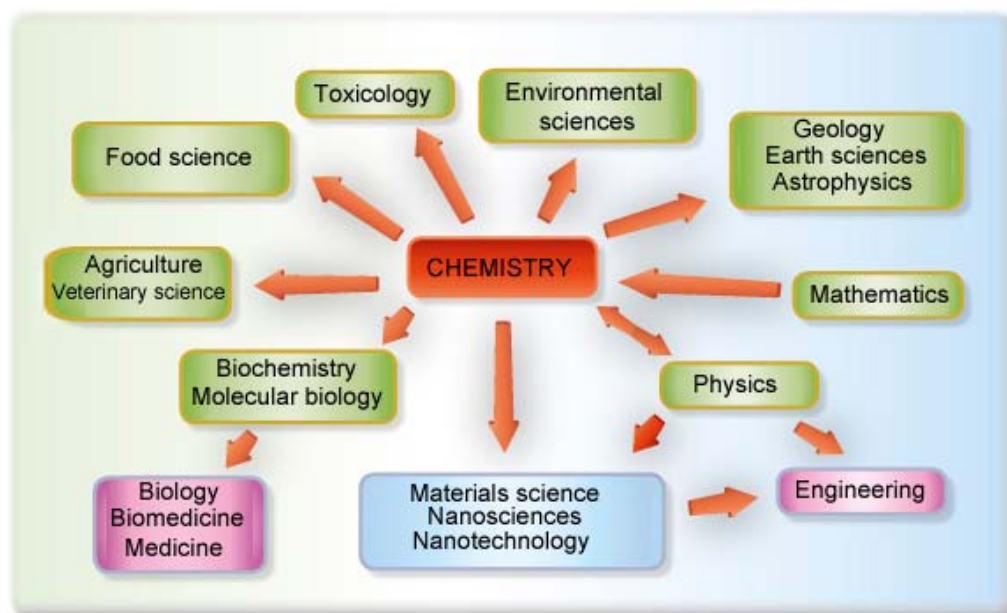 Toxicology
Environmental
sciences
Food science
Geology
Earth sciences
Astrophysics
CHEMISTRY
Agriculture
Veterinary science
Mathematics
Biochemistry
Molecular biology
Physics
Biology
Biomedicine
Medicine
Materials science
Nanosciences
Nanotechnology
Engineering